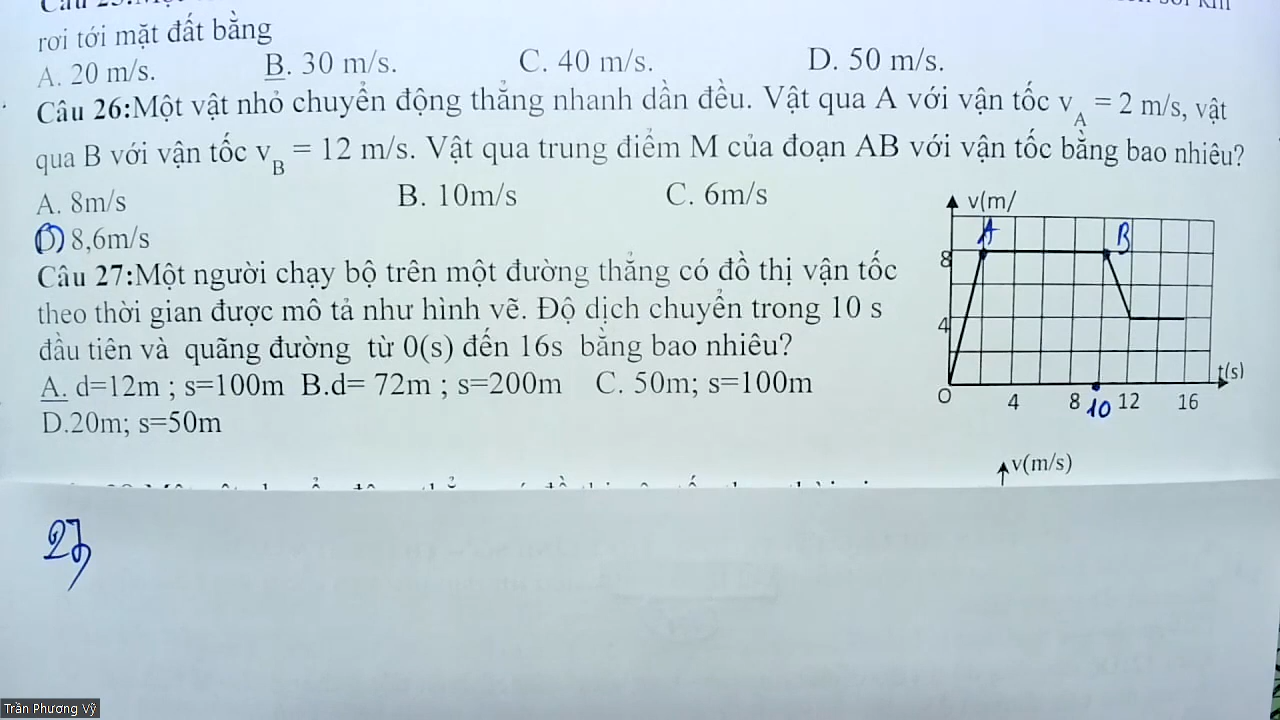 rơi tới mặt đất bằng
A. 20 m/s. B. 30 m/s. C. 40 m/s. D. 50 m/s.
Câu 26:Một vật nhỏ chuyển động thẳng nhanh dần đều. Vật qua A với vận tốc v_A = 2 m/s, vật
qua B với vận tốc v_B = 12 m/s. Vật qua trung điểm M của đoạn AB với vận tốc bằng bao nhiêu?
A. 8m/s B. 10m/s C. 6m/s
D 8,6m/s
Câu 27:Một người chạy bộ trên một đường thẳng có đồ thị vận tốc
theo thời gian được mô tả như hình vẽ. Độ dịch chuyển trong 10 s
đầu tiên và quãng đường từ 0(s) đến 16s bằng bao nhiêu?
A. d=12m ; s=100m B.d= 72m ; s=200m C. 50m; s=100m
D.20m; s=50m
v(m/
A B
8
4
t(s)
O 4 8 10 12 16
v(m/s)
27
Trần Phương Vỹ